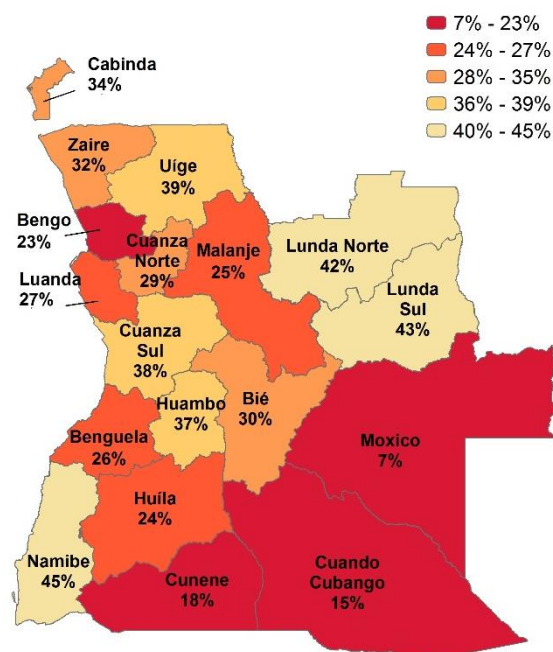 7% - 23%
24% - 27%
28% - 35%
36% - 39%
40% - 45%
Cabinda
34%
Zaire
32%
Uíge
39%
Bengo
23%
Cuanza
Norte
29%
Malanje
25%
Lunda Norte
42%
Luanda
27%
Lunda
Sul
43%
Cuanza
Sul
38%
Huambo
37%
Bié
30%
Benguela
26%
Moxico
7%
Huíla
24%
Namibe
45%
Cunene
18%
Cuando
Cubango
15%